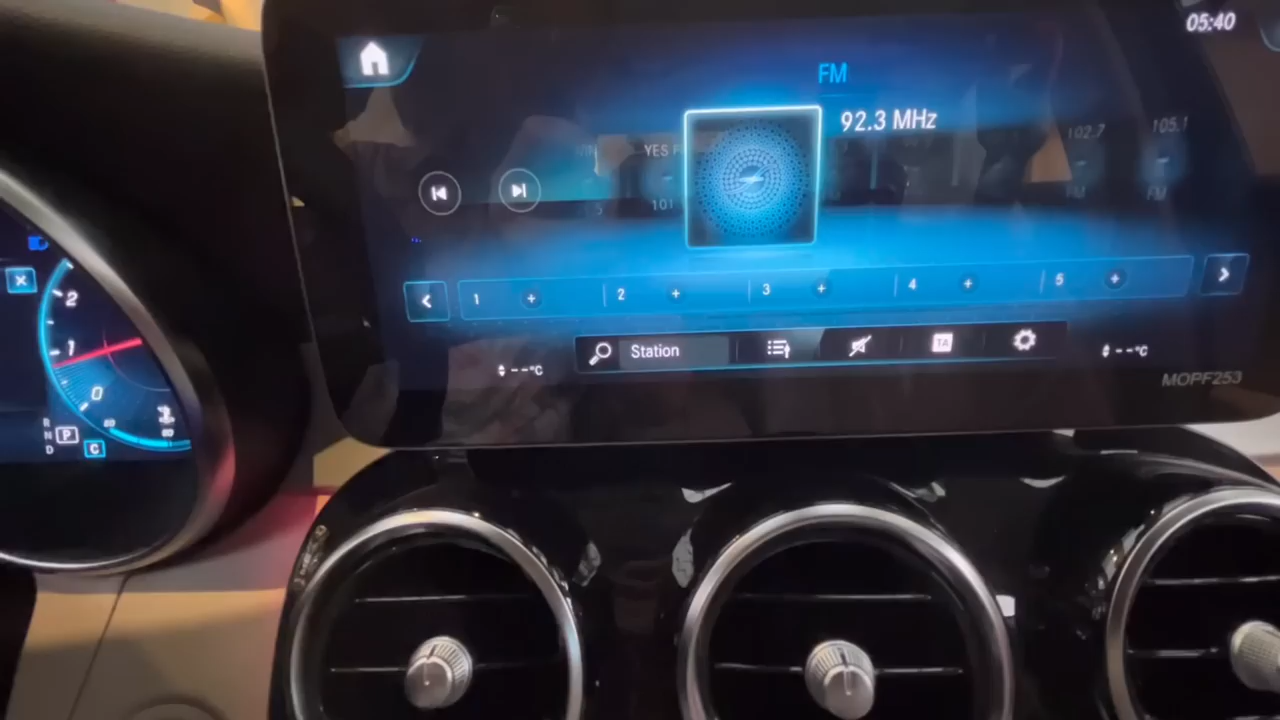 05:40
FM
92.3 MHz
102.7
105.1
YES F
101
FM
FM
1
2
3
4
5
Station
TA
--°C
--°C
MOPF253
2
1
0
R
N
D
P
C
80